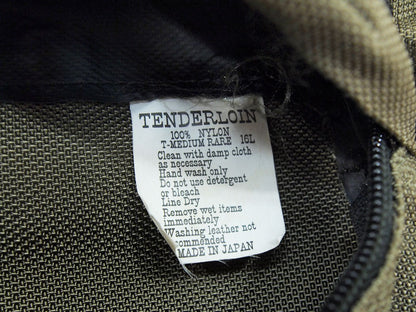 TENDERLOIN
100% NYLON
T-MEDIUM RARE 16L
Clean with damp cloth
as necessary
Hand wash only
Do not use detergent
or bleach
Line Dry
Remove wet items
immediately
Washing leather not
commended
MADE IN JAPAN